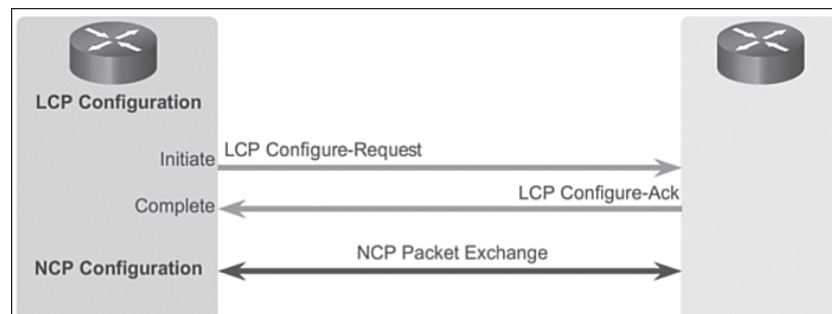 LCP Configuration
Initiate
LCP Configure-Request
LCP Configure-Ack
Complete
NCP Configuration
NCP Packet Exchange